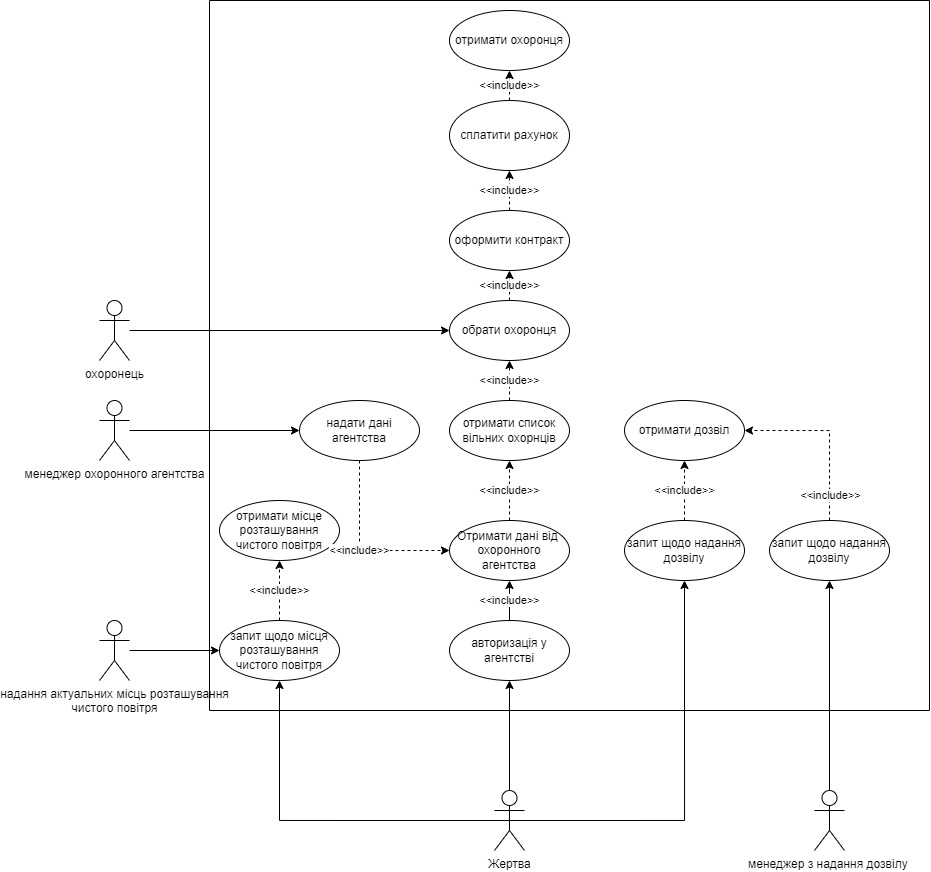 отримати охоронця
<<include>>
сплатити рахунок
<<include>>
оформити контракт
<<include>>
обрати охоронця
охоронець
<<include>>
надати дані
агентства
отримати список
вільних охорнців
отримати дозвіл
менеджер охоронного агентства
<<include>>
<<include>>
<<include>>
отримати місце
розташування
чистого повітря
<<include>>
Отримати дані від
охоронного
агентства
запит щодо надання
дозвілу
запит щодо надання
дозвілу
<<include>>
<<include>>
запит щодо місця
розташування
чистого повітря
авторизація у
агентстві
надання актуальних місць розташування
чистого повітря
Жертва
менеджер з надання дозвілу